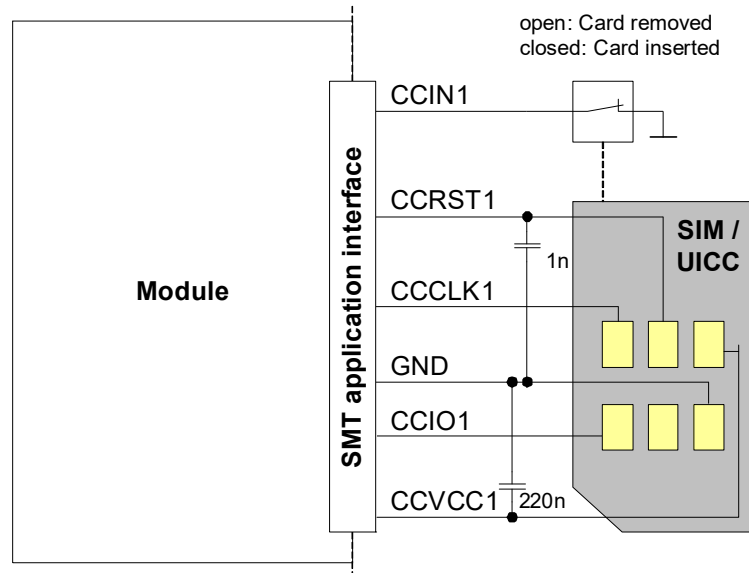 open: Card removed
closed: Card inserted
CCIN1
SMT application interface
CCRST1
SIM /
UICC
1n
Module
CCCLK1
GND
CCIO1
CCVCC1
220n